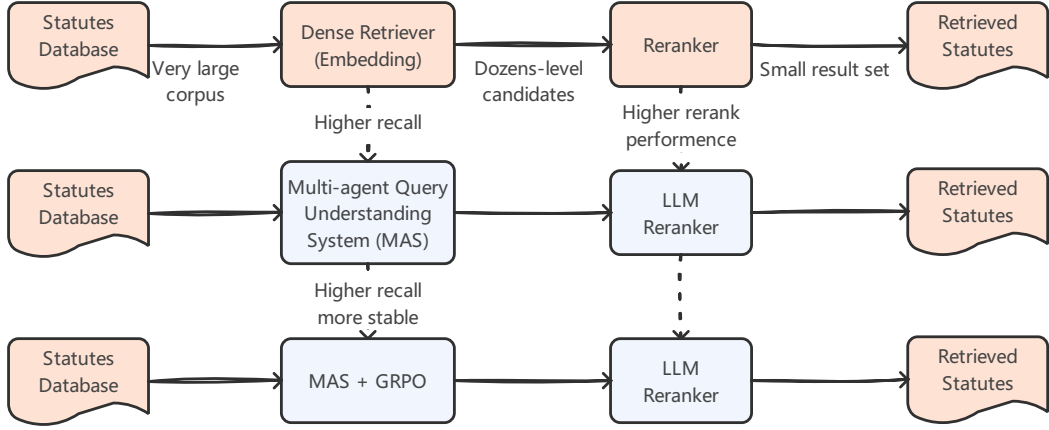 Statutes
Database
Very large
corpus
Dense Retriever
(Embedding)
Dozens-level
candidates
Reranker
Small result set
Retrieved
Statutes
Higher recall
Higher rerank
performence
Statutes
Database
Multi-agent Query
Understanding
System (MAS)
LLM
Reranker
Retrieved
Statutes
Higher recall
more stable
Statutes
Database
MAS + GRPO
LLM
Reranker
Retrieved
Statutes